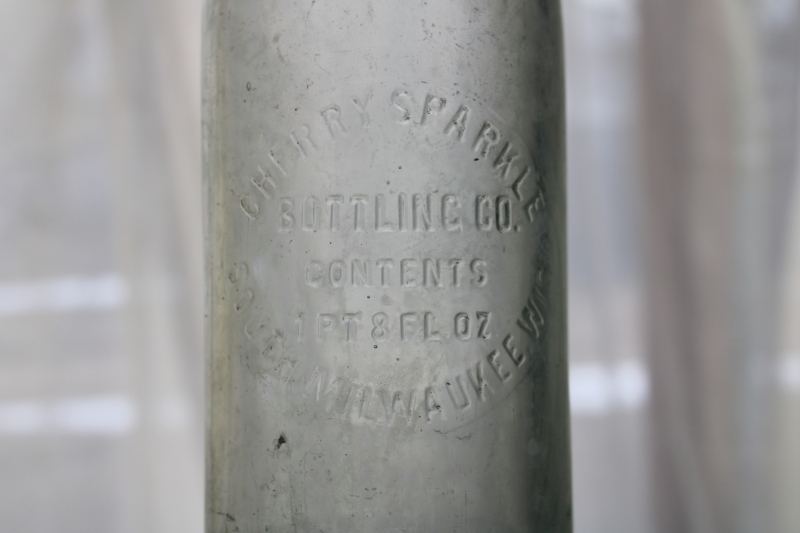 CHERRY SPARKLE
BOTTLING CO.
CONTENTS
1 PT 8 FL. OZ
SOUTH MILWAUKEE WIS